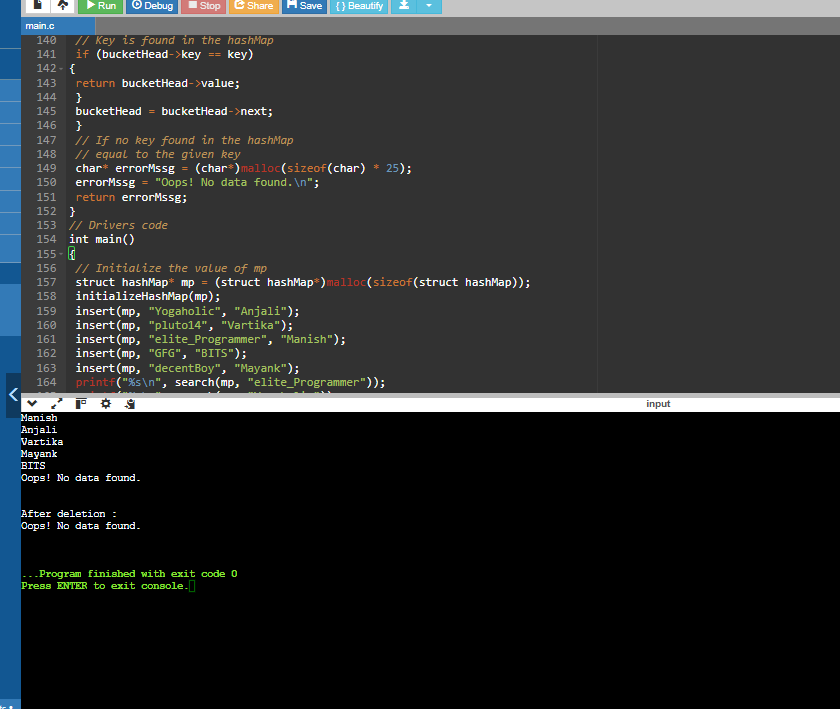 Run Debug Stop Share Save { } Beautify
main.c
140 // Key is found in the hashMap
141 if (bucketHead->key == key)
142 {
143 return bucketHead->value;
144 }
145 bucketHead = bucketHead->next;
146 }
147 // If no key found in the hashMap
148 // equal to the given key
149 char* errorMssg = (char*)malloc(sizeof(char) * 25);
150 errorMssg = "Oops! No data found.\n";
151 return errorMssg;
152 }
153 // Drivers code
154 int main()
155 {
156 // Initialize the value of mp
157 struct hashMap* mp = (struct hashMap*)malloc(sizeof(struct hashMap));
158 initializeHashMap(mp);
159 insert(mp, "Yogaholic", "Anjali");
160 insert(mp, "pluto14", "Vartika");
161 insert(mp, "elite_Programmer", "Manish");
162 insert(mp, "GFG", "BITS");
163 insert(mp, "decentBoy", "Mayank");
164 printf("%s\n", search(mp, "elite_Programmer"));
input
Manish
Anjali
Vartika
Mayank
BITS
Oops! No data found.
After deletion :
Oops! No data found.
...Program finished with exit code 0
Press ENTER to exit console.